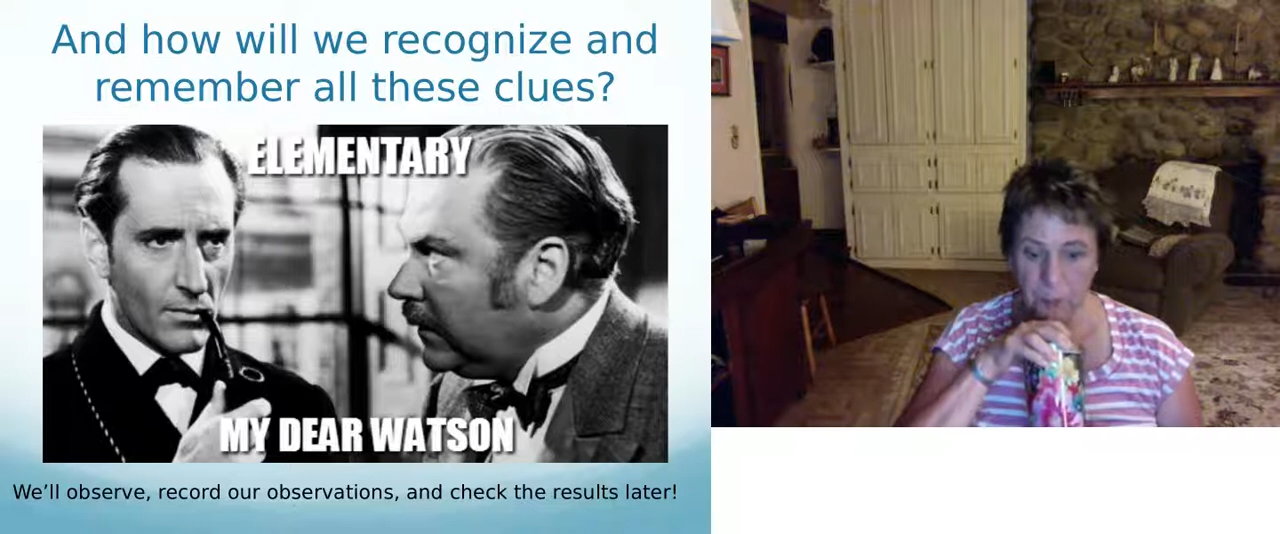 And how will we recognize and
remember all these clues?
ELEMENTARY
MY DEAR WATSON
We'll observe, record our observations, and check the results later!